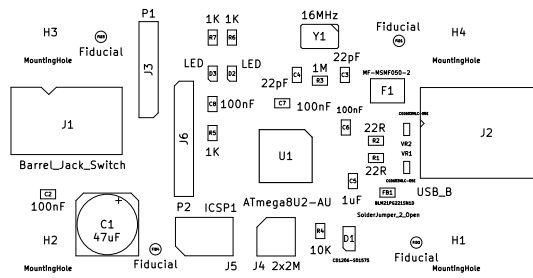 P1
1K 1K
16MHz
H3
FID3
Fiducial
R7 R6
Y1
22pF
FID1
Fiducial
H4
MountingHole
MountingHole
J3
LED LED
D3 D2
C4
1M
R3
C3
MF-MSMF050-2
F1
22pF
C8
100nF
C7
100nF
100nF
J1
J6
R5
1K
C6
22R
R2
VR2
J2
Barrel_Jack_Switch
U1
R1
22R
VR1
C2
100nF
C5
1uF
FB1
BLM21PG221SN1D
USB_B
P2
ICSP1
ATmega8U2-AU
SolderJumper_2_Open
C1
47uF
H2
MountingHole
FID4
Fiducial
J5
J4 2x2M
R4
10K
D1
CD1206-S01575
Fiducial
H1
MountingHole